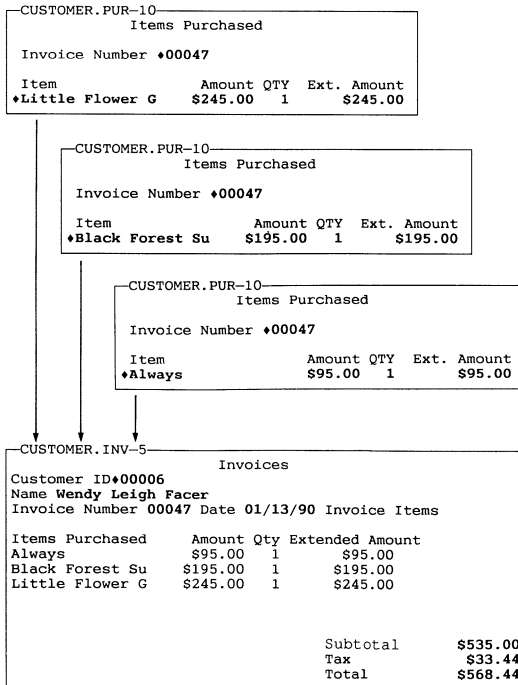 CUSTOMER.PUR—10
Items Purchased
Invoice Number ♦00047
Item Amount QTY Ext. Amount
♦Little Flower G $245.00 1 $245.00
CUSTOMER.PUR—10
Items Purchased
Invoice Number ♦00047
Item Amount QTY Ext. Amount
♦Black Forest Su $195.00 1 $195.00
CUSTOMER.PUR—10
Items Purchased
Invoice Number ♦00047
Item Amount QTY Ext. Amount
♦Always $95.00 1 $95.00
CUSTOMER.INV—5
Invoices
Customer ID♦00006
Name Wendy Leigh Facer
Invoice Number 00047 Date 01/13/90 Invoice Items
Items Purchased Amount Qty Extended Amount
Always $95.00 1 $95.00
Black Forest Su $195.00 1 $195.00
Little Flower G $245.00 1 $245.00
Subtotal $535.00
Tax $33.44
Total $568.44